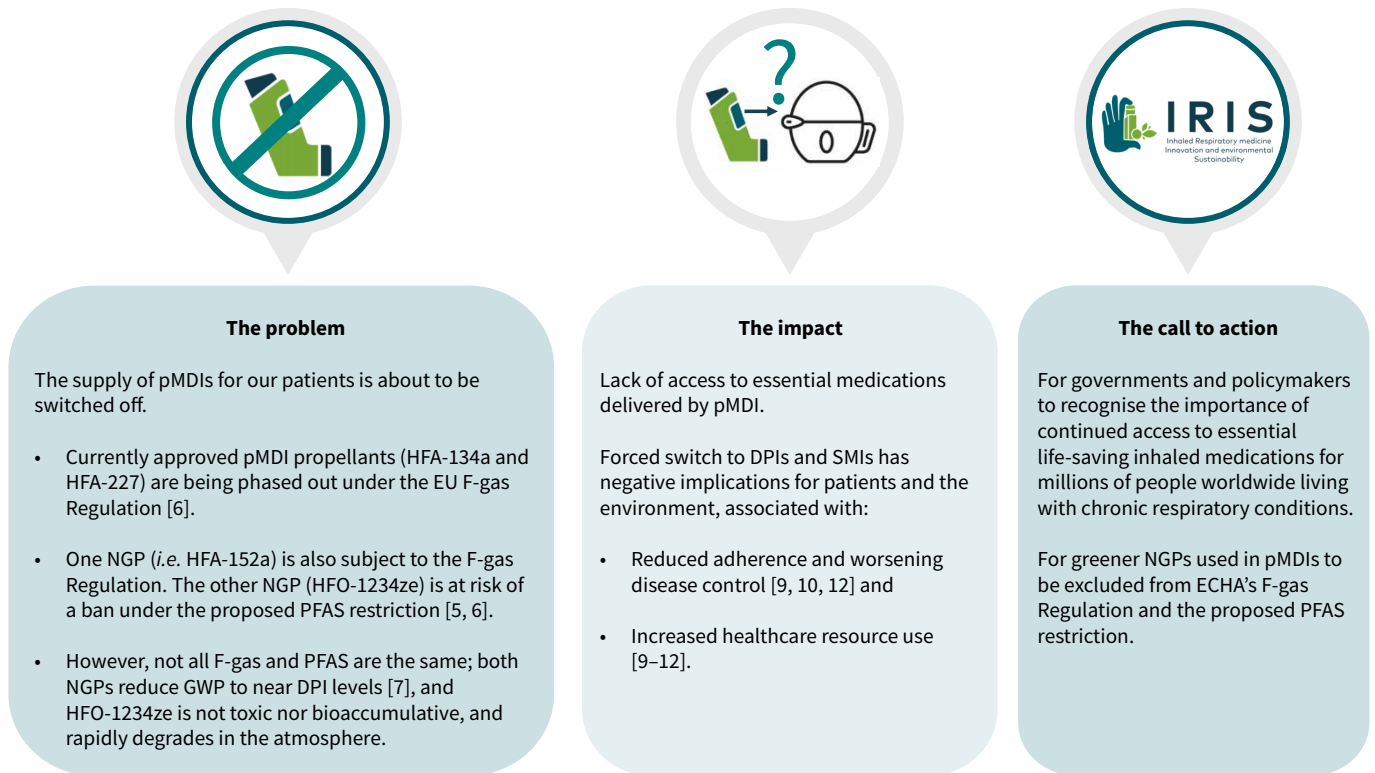 ?
IRIS
Inhaled Respiratory medicine
Innovation and environmental
Sustainability
The problem
The supply of pMDIs for our patients is about to be
switched off.
• Currently approved pMDI propellants (HFA-134a and
HFA-227) are being phased out under the EU F-gas
Regulation [6].
• One NGP (i.e. HFA-152a) is also subject to the F-gas
Regulation. The other NGP (HFO-1234ze) is at risk of
a ban under the proposed PFAS restriction [5, 6].
• However, not all F-gas and PFAS are the same; both
NGPs reduce GWP to near DPI levels [7], and
HFO-1234ze is not toxic nor bioaccumulative, and
rapidly degrades in the atmosphere.
The impact
Lack of access to essential medications
delivered by pMDI.
Forced switch to DPIs and SMIs has
negative implications for patients and the
environment, associated with:
• Reduced adherence and worsening
disease control [9, 10, 12] and
• Increased healthcare resource use
[9–12].
The call to action
For governments and policymakers
to recognise the importance of
continued access to essential
life-saving inhaled medications for
millions of people worldwide living
with chronic respiratory conditions.
For greener NGPs used in pMDIs to
be excluded from ECHA's F-gas
Regulation and the proposed PFAS
restriction.